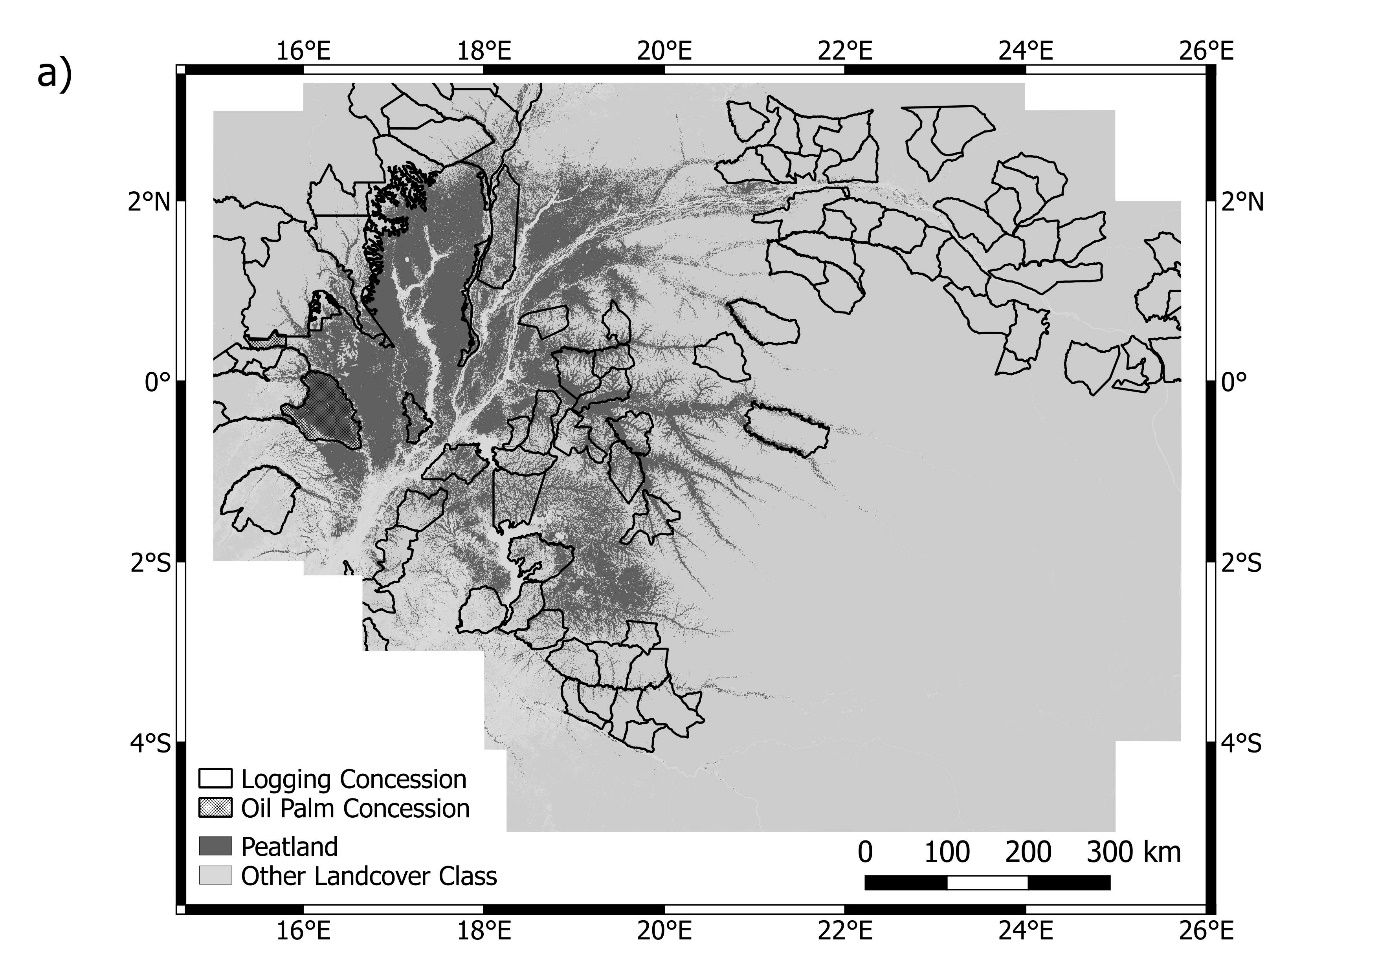 a)
16°E 18°E 20°E 22°E 24°E 26°E
2°N 2°N
0° 0°
2°S 2°S
4°S 4°S
Logging Concession
Oil Palm Concession
Peatland
Other Landcover Class
0 100 200 300 km
16°E 18°E 20°E 22°E 24°E 26°E